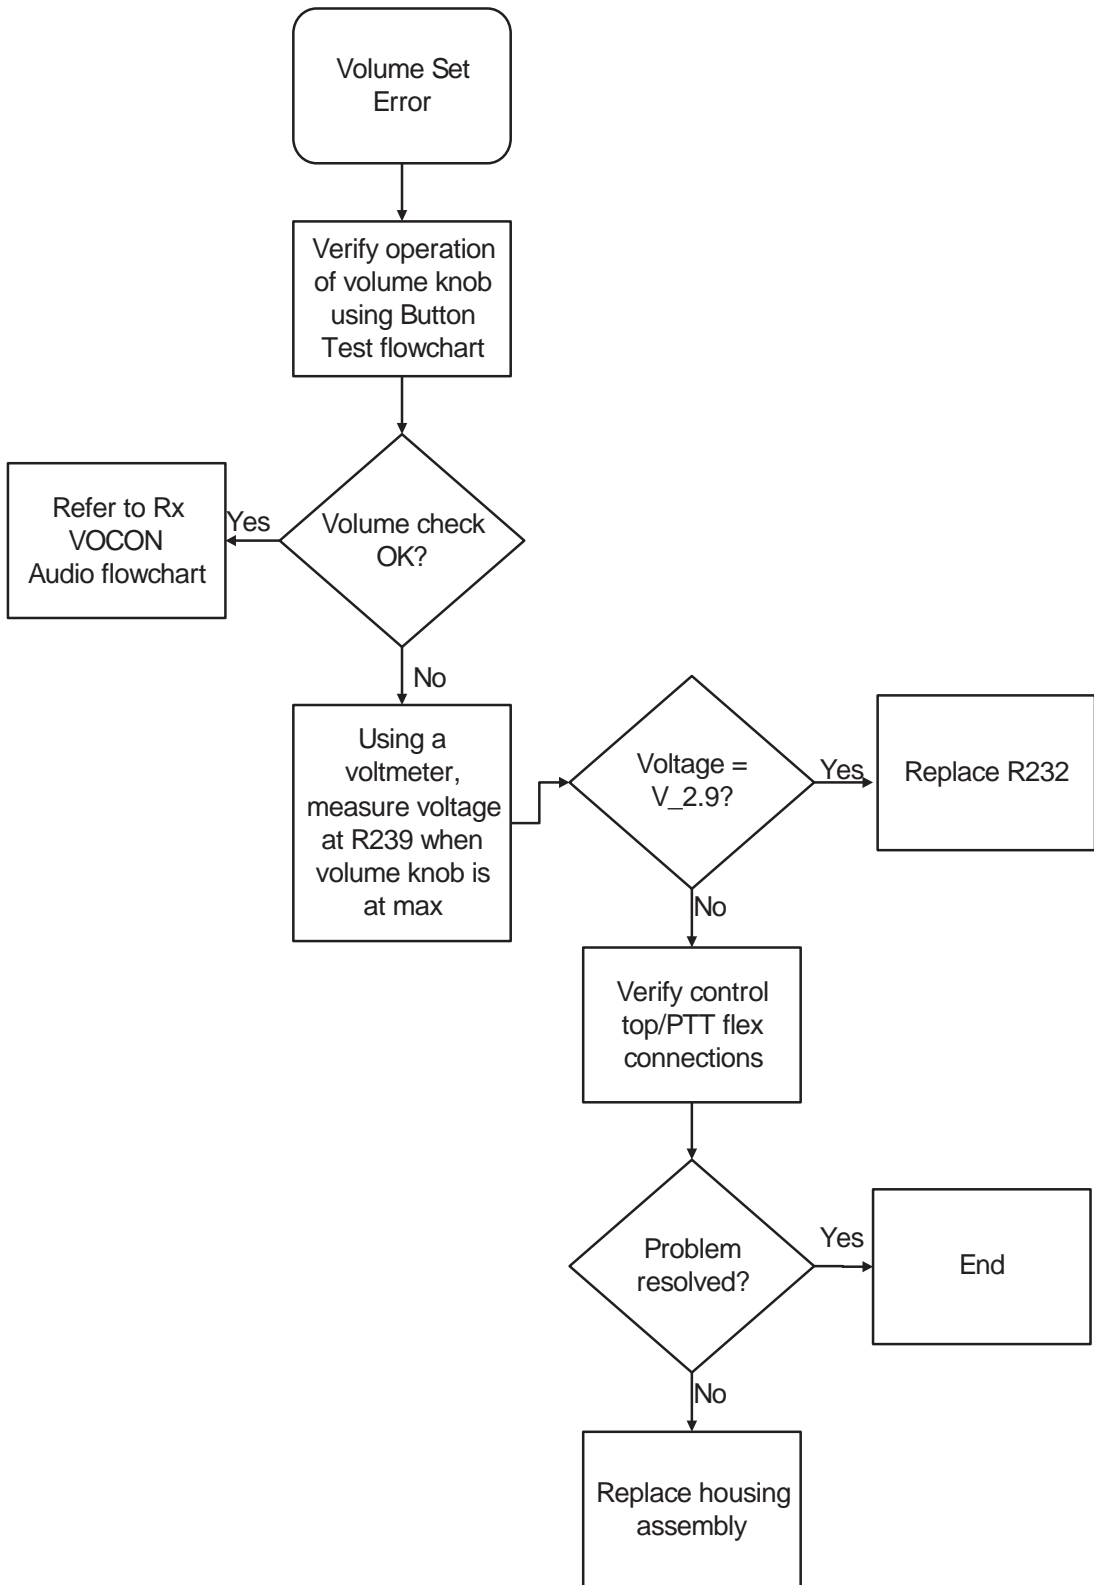 Volume Set
Error
Verify operation
of volume knob
using Button
Test flowchart
Refer to Rx
VOCON
Audio flowchart
Yes
Volume check
OK?
No
Using a
voltmeter,
measure voltage
at R239 when
volume knob is
at max
Voltage =
V_2.9?
Yes
Replace R232
No
Verify control
top/PTT flex
connections
Problem
resolved?
Yes
End
No
Replace housing
assembly